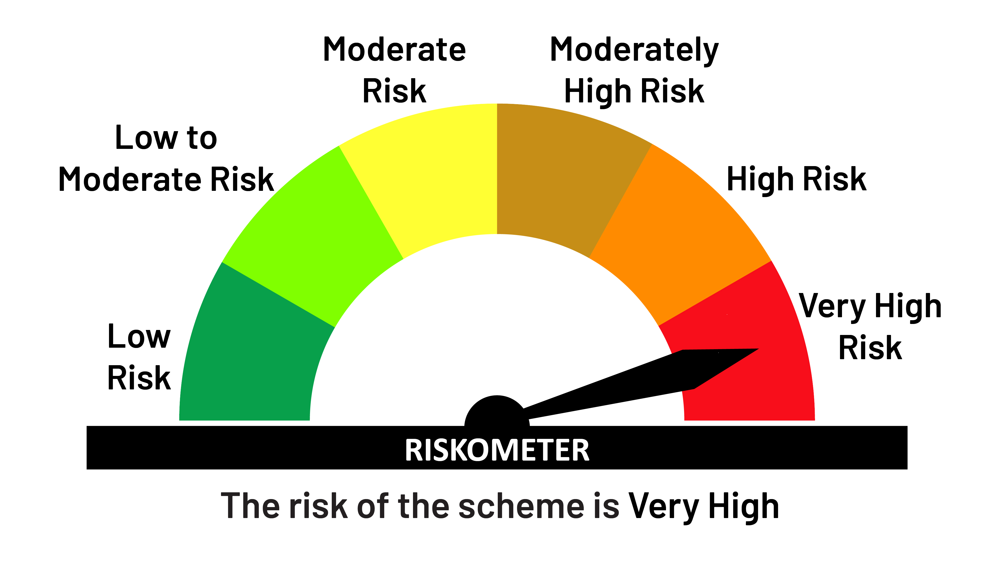 Moderate
Risk
Moderately
High Risk
Low to
Moderate Risk
High Risk
Low
Risk
Very High
Risk
RISKOMETER
The risk of the scheme is Very High